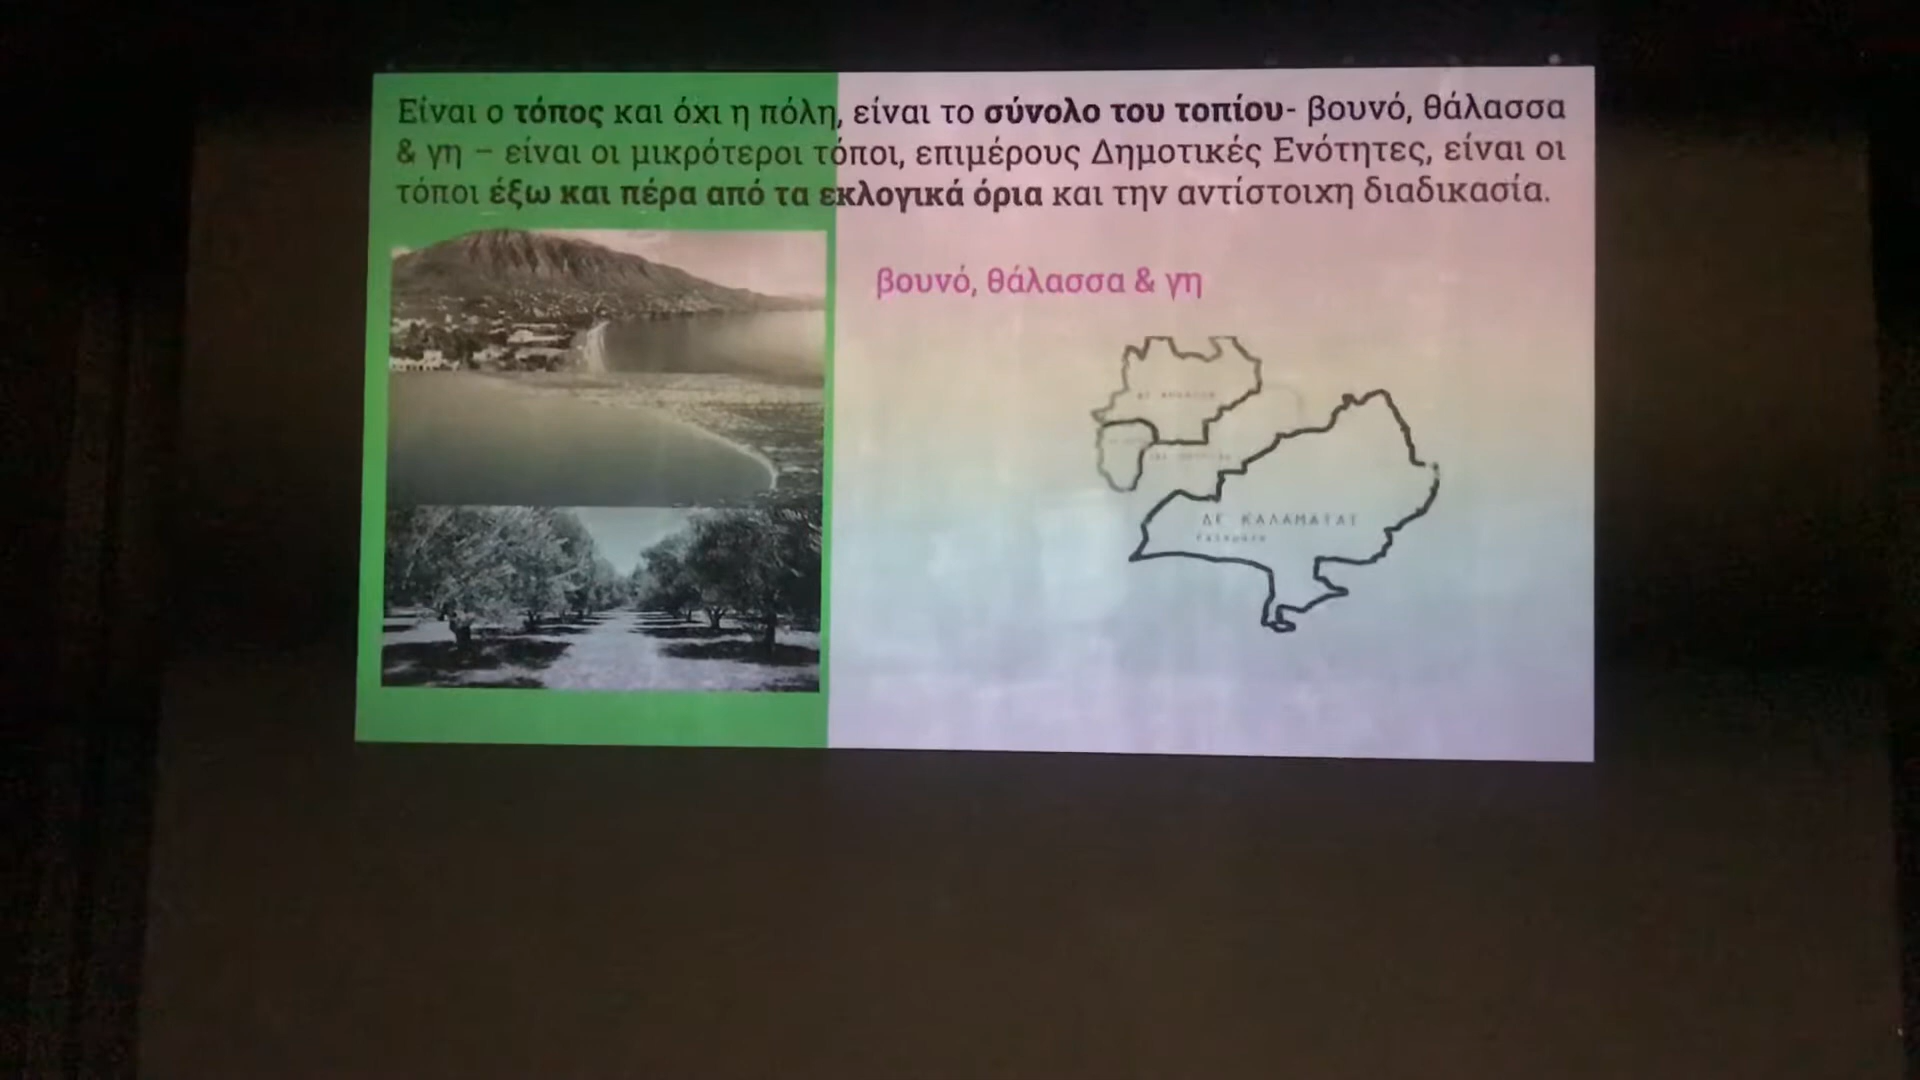 Είναι ο τόπος και όχι η πόλη, είναι το σύνολο του τοπίου- βουνό, θάλασσα
& γη – είναι οι μικρότεροι τόποι, επιμέρους Δημοτικές Ενότητες, είναι οι
τόποι έξω και πέρα από τα εκλογικά όρια και την αντίστοιχη διαδικασία.
βουνό, θάλασσα & γη
ΔΕ ΚΑΛΑΜΑΤΑΣ
Καλαμάτα